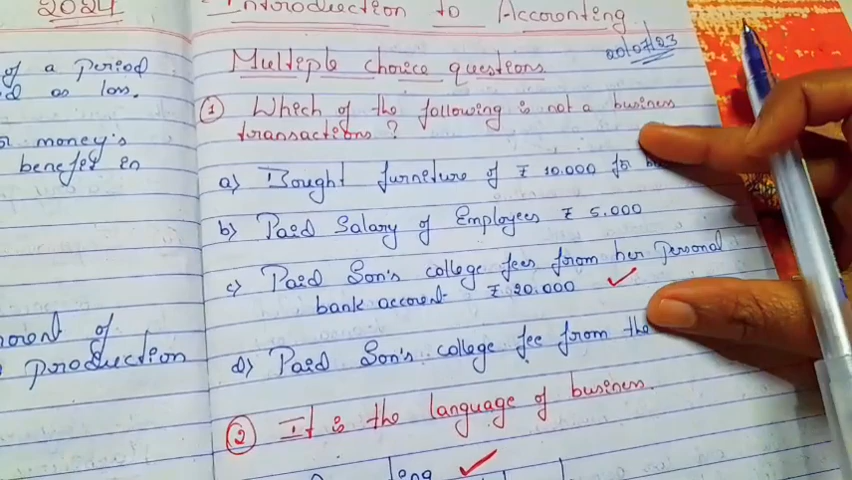 2024
Introduction to Accounting
20/07/23
of a period
as loss.
money's
benefit in
of
production
Multiple choice questions
① Which of the following is not a business
transactions ?
a) Bought furniture of ₹ 10.000 for
b) Paid Salary of Employees ₹ 5.000
c) Paid Son's college fees from her Personal
bank account ₹ 20.000 ✓
d) Paid Son's college fee from the
② It is the language of business.
✓